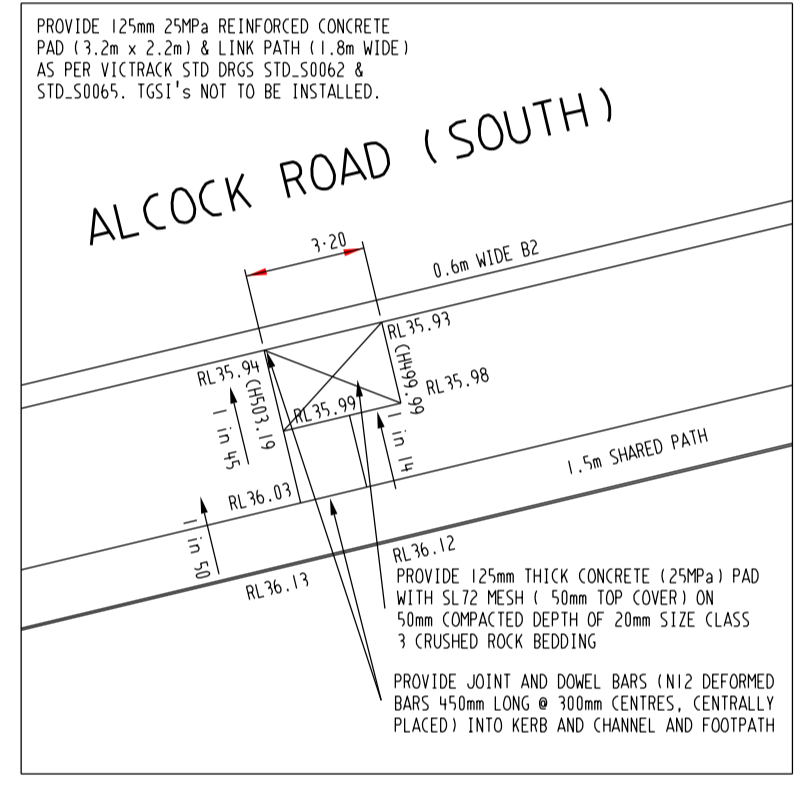 PROVIDE 125mm 25MPa REINFORCED CONCRETE
PAD (3.2m x 2.2m) & LINK PATH (1.8m WIDE)
AS PER VICTRACK STD DRGS STD_S0062 &
STD_S0065. TGSI's NOT TO BE INSTALLED.
ALCOCK ROAD (SOUTH)
3·20
0.6m WIDE B2
RL35.93
RL35.94
CH499.99
RL35.98
CH503.19
RL35.99
1 in 45
1 in 14
1.5m SHARED PATH
RL36.03
1 in 50
RL36.12
RL36.13
PROVIDE 125mm THICK CONCRETE (25MPa) PAD
WITH SL72 MESH ( 50mm TOP COVER) ON
50mm COMPACTED DEPTH OF 20mm SIZE CLASS
3 CRUSHED ROCK BEDDING
PROVIDE JOINT AND DOWEL BARS (N12 DEFORMED
BARS 450mm LONG @ 300mm CENTRES, CENTRALLY
PLACED) INTO KERB AND CHANNEL AND FOOTPATH